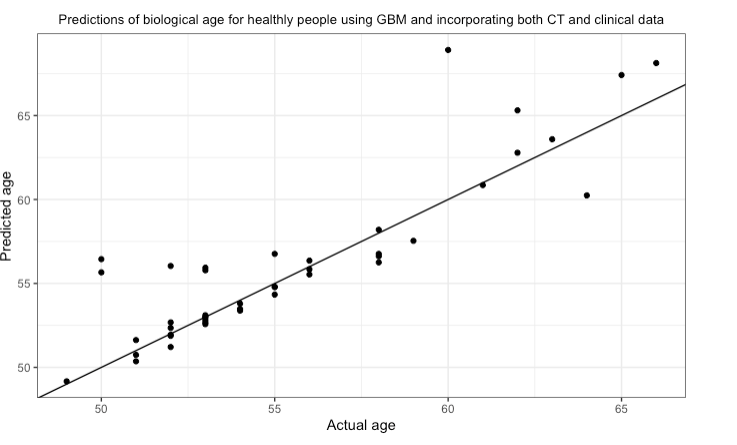 Predictions of biological age for healthly people using GBM and incorporating both CT and clinical data
65
60
55
50
Predicted age
50 55 60 65
Actual age